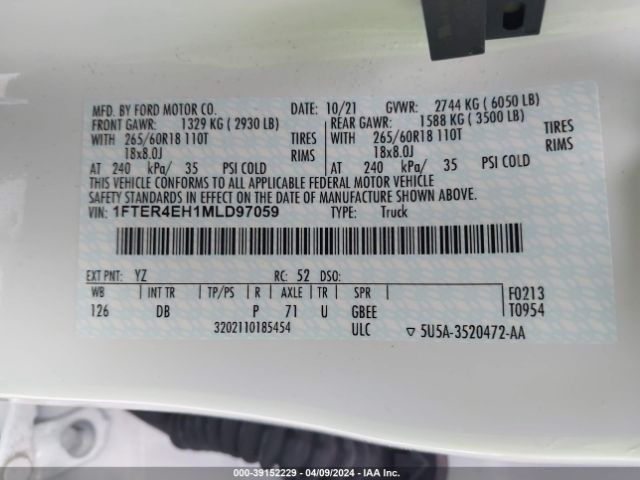 MFD. BY FORD MOTOR CO. DATE: 10/21 GVWR: 2744 KG ( 6050 LB)
FRONT GAWR: 1329 KG ( 2930 LB) REAR GAWR: 1588 KG ( 3500 LB)
WITH 265/60R18 110T TIRES WITH 265/60R18 110T TIRES
18x8.0J RIMS 18x8.0J RIMS
AT 240 kPa/ 35 PSI COLD AT 240 kPa/ 35 PSI COLD
THIS VEHICLE CONFORMS TO ALL APPLICABLE FEDERAL MOTOR VEHICLE
SAFETY STANDARDS IN EFFECT ON THE DATE OF MANUFACTURE SHOWN ABOVE.
VIN: 1FTER4EH1MLD97059 TYPE: Truck
EXT PNT: YZ RC: 52 DSO:
WB INT TR TP/PS R AXLE TR SPR F0213
126 DB P 71 U GBEE T0954
3202110185454 ULC ▽ 5U5A-3520472-AA
000-39152229 - 04/09/2024 - IAA Inc.